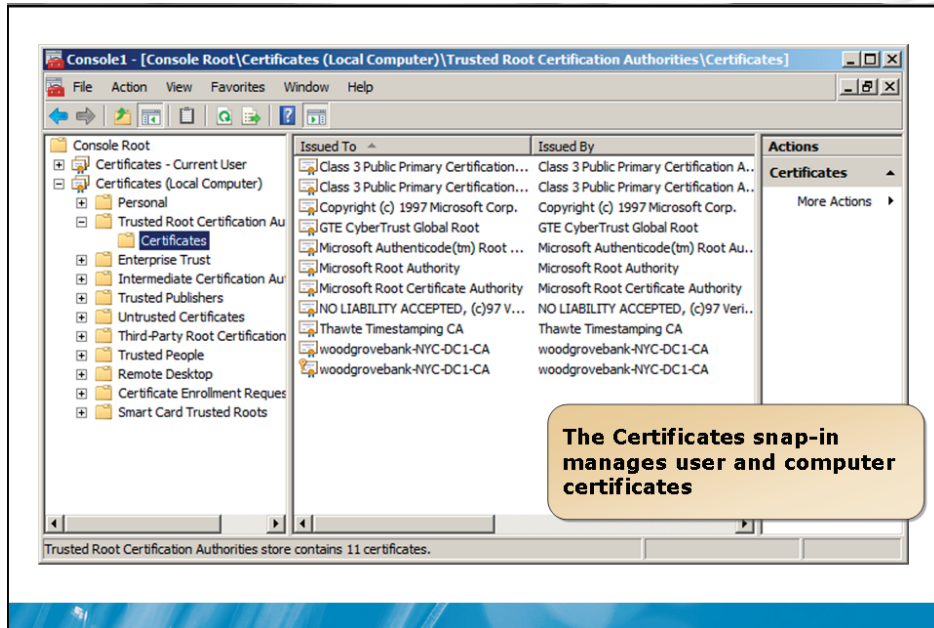 Console1 - [Console Root\Certificates (Local Computer)\Trusted Root Certification Authorities\Certificates]
File Action View Favorites Window Help
Console Root
Certificates - Current User
Certificates (Local Computer)
Personal
Trusted Root Certification Au
Certificates
Enterprise Trust
Intermediate Certification Au
Trusted Publishers
Untrusted Certificates
Third-Party Root Certification
Trusted People
Remote Desktop
Certificate Enrollment Reques
Smart Card Trusted Roots
Issued To Issued By
Class 3 Public Primary Certification... Class 3 Public Primary Certification A..
Class 3 Public Primary Certification... Class 3 Public Primary Certification A..
Copyright (c) 1997 Microsoft Corp. Copyright (c) 1997 Microsoft Corp.
GTE CyberTrust Global Root GTE CyberTrust Global Root
Microsoft Authenticode(tm) Root ... Microsoft Authenticode(tm) Root Au..
Microsoft Root Authority Microsoft Root Authority
Microsoft Root Certificate Authority Microsoft Root Certificate Authority
NO LIABILITY ACCEPTED, (c)97 V... NO LIABILITY ACCEPTED, (c)97 Veri..
Thawte Timestamping CA Thawte Timestamping CA
woodgrovebank-NYC-DC1-CA woodgrovebank-NYC-DC1-CA
woodgrovebank-NYC-DC1-CA woodgrovebank-NYC-DC1-CA
Actions
Certificates
More Actions
The Certificates snap-in
manages user and computer
certificates
Trusted Root Certification Authorities store contains 11 certificates.